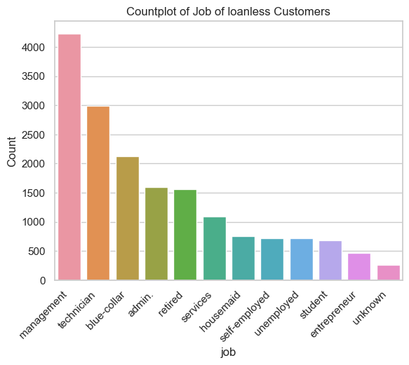 Countplot of Job of loanless Customers
4000
3500
3000
2500
2000
1500
1000
500
0
Count
management
technician
blue-collar
admin.
retired
services
housemaid
self-employed
unemployed
student
entrepreneur
unknown
job